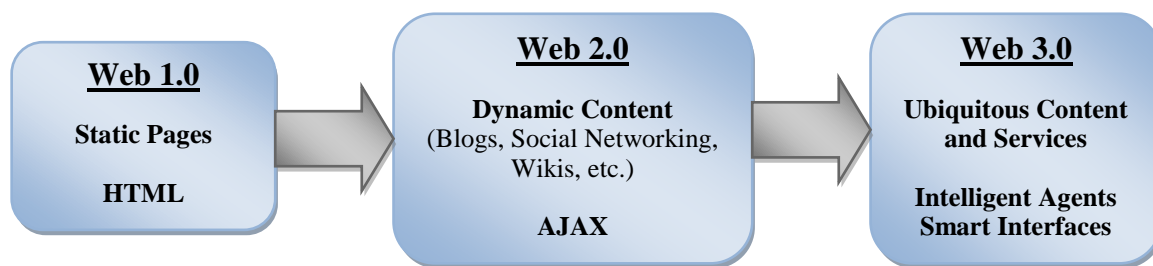 Web 1.0
Static Pages
HTML
Web 2.0
Dynamic Content
(Blogs, Social Networking,
Wikis, etc.)
AJAX
Web 3.0
Ubiquitous Content
and Services
Intelligent Agents
Smart Interfaces